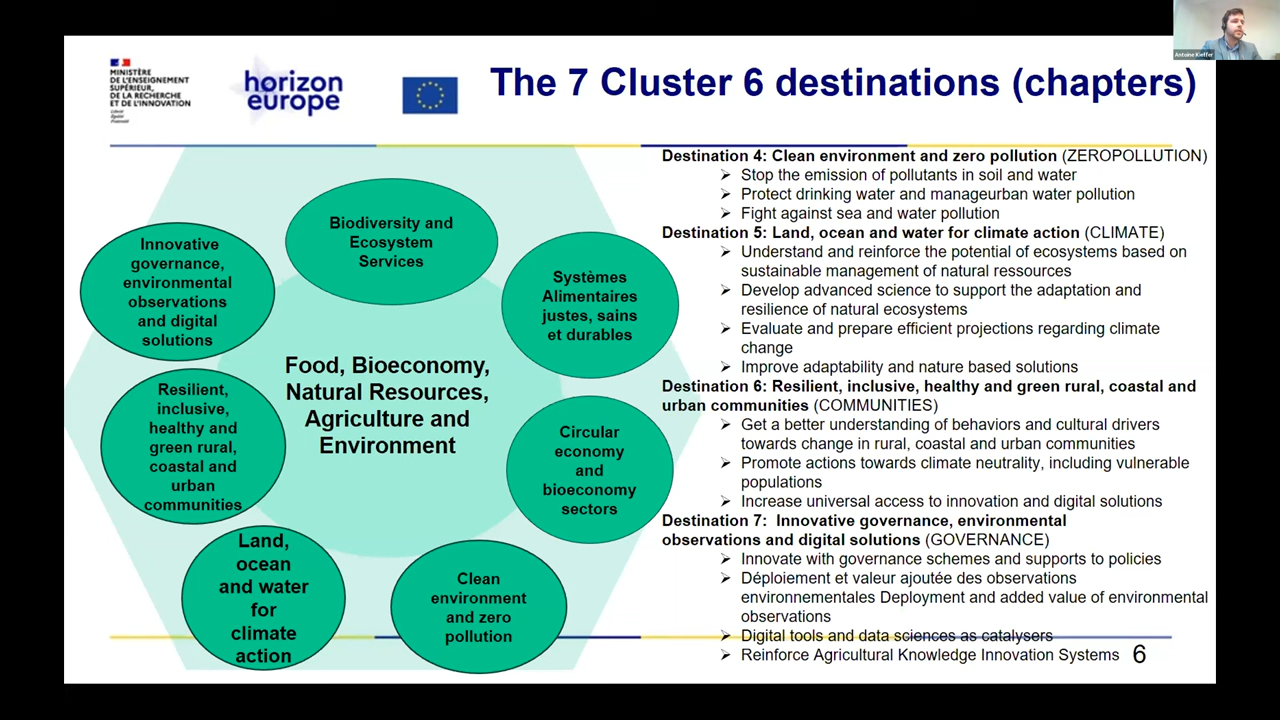 Antoine Kieffer
MINISTÈRE
DE L'ENSEIGNEMENT
SUPÉRIEUR,
DE LA RECHERCHE
ET DE L'INNOVATION
Liberté
Égalité
Fraternité
horizon
europe
The 7 Cluster 6 destinations (chapters)
Biodiversity and
Ecosystem
Services
Innovative
governance,
environmental
observations
and digital
solutions
Systèmes
Alimentaires
justes, sains
et durables
Food, Bioeconomy,
Natural Resources,
Agriculture and
Environment
Resilient,
inclusive,
healthy and
green rural,
coastal and
urban
communities
Circular
economy
and
bioeconomy
sectors
Land,
ocean
and water
for
climate
action
Clean
environment
and zero
pollution
Destination 4: Clean environment and zero pollution (ZEROPOLLUTION)
➢ Stop the emission of pollutants in soil and water
➢ Protect drinking water and manageurban water pollution
➢ Fight against sea and water pollution
Destination 5: Land, ocean and water for climate action (CLIMATE)
➢ Understand and reinforce the potential of ecosystems based on
sustainable management of natural ressources
➢ Develop advanced science to support the adaptation and
resilience of natural ecosystems
➢ Evaluate and prepare efficient projections regarding climate
change
➢ Improve adaptability and nature based solutions
Destination 6: Resilient, inclusive, healthy and green rural, coastal and
urban communities (COMMUNITIES)
➢ Get a better understanding of behaviors and cultural drivers
towards change in rural, coastal and urban communities
➢ Promote actions towards climate neutrality, including vulnerable
populations
➢ Increase universal access to innovation and digital solutions
Destination 7: Innovative governance, environmental
observations and digital solutions (GOVERNANCE)
➢ Innovate with governance schemes and supports to policies
➢ Déploiement et valeur ajoutée des observations
environnementales Deployment and added value of environmental
observations
➢ Digital tools and data sciences as catalysers
➢ Reinforce Agricultural Knowledge Innovation Systems
6